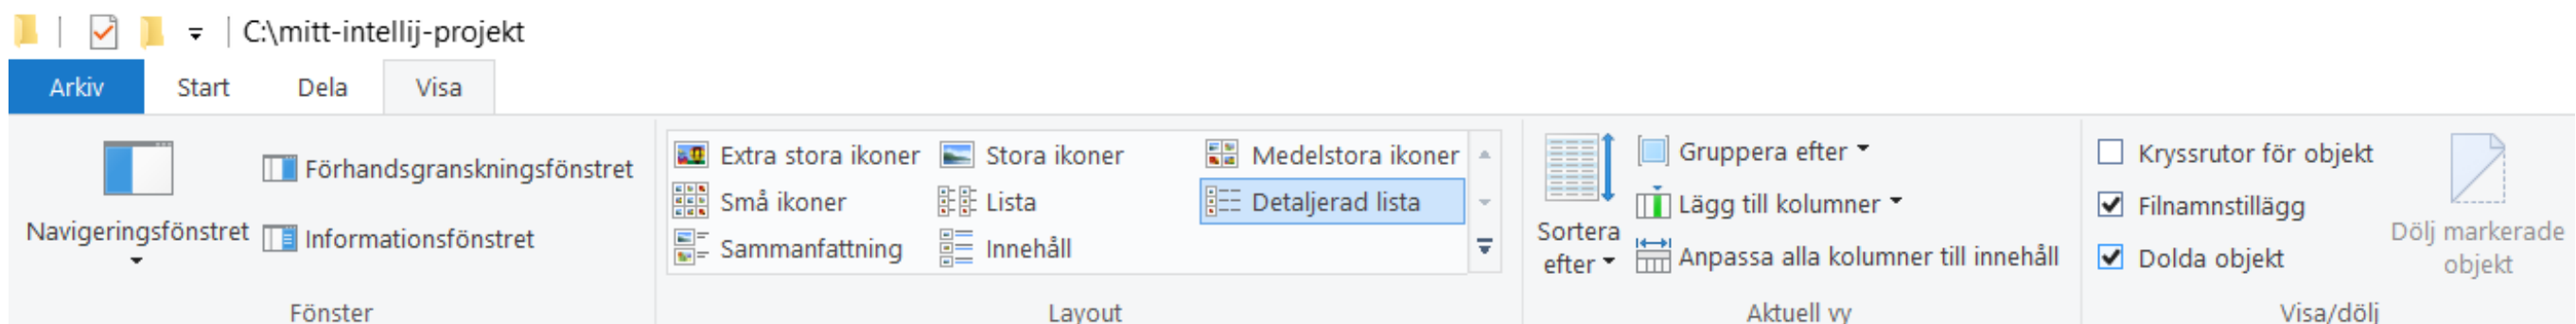 C:\mitt-intellij-projekt
Arkiv Start Dela Visa
Navigeringsfönstret
Förhandsgranskningsfönstret
Informationsfönstret
Fönster
Extra stora ikoner Stora ikoner Medelstora ikoner
Små ikoner Lista Detaljerad lista
Sammanfattning Innehåll
Layout
Sortera
efter
Gruppera efter
Lägg till kolumner
Anpassa alla kolumner till innehåll
Aktuell vy
Kryssrutor för objekt
Filnamnstillägg
Dolda objekt
Dölj markerade
objekt
Visa/dölj